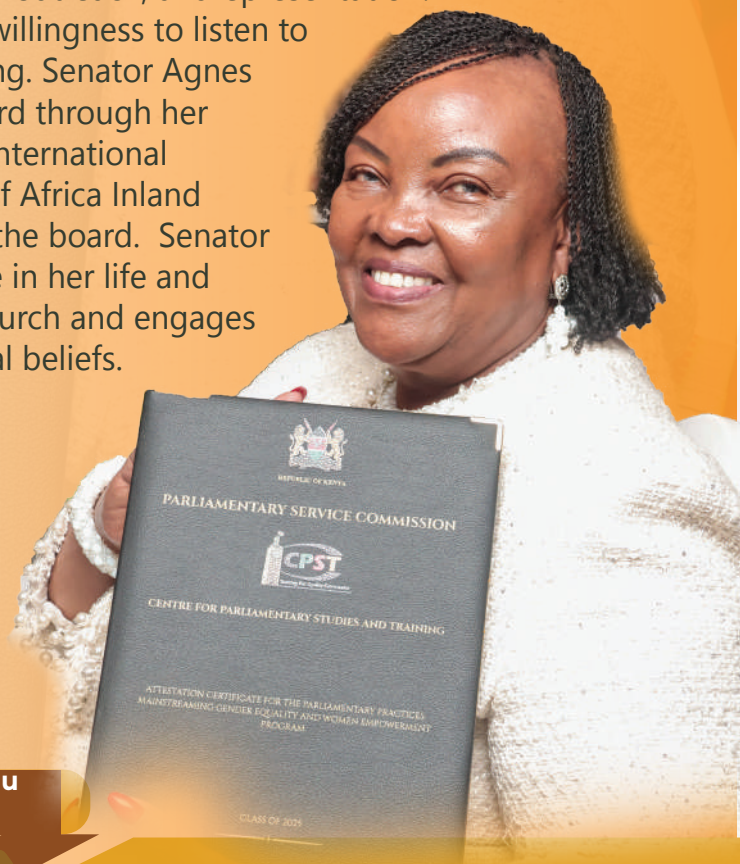 willingness to listen to
ng. Senator Agnes
rd through her
nternational
f Africa Inland
the board. Senator
e in her life and
urch and engages
al beliefs.
REPUBLIC OF KENYA
PARLIAMENTARY SERVICE COMMISSION
CPST
CENTRE FOR PARLIAMENTARY STUDIES AND TRAINING
ATTESTATION CERTIFICATE FOR THE PARLIAMENTARY PRACTICES
MAINSTREAMING GENDER EQUALITY AND WOMEN EMPOWERMENT
PROGRAM
CLASS OF 2025
u